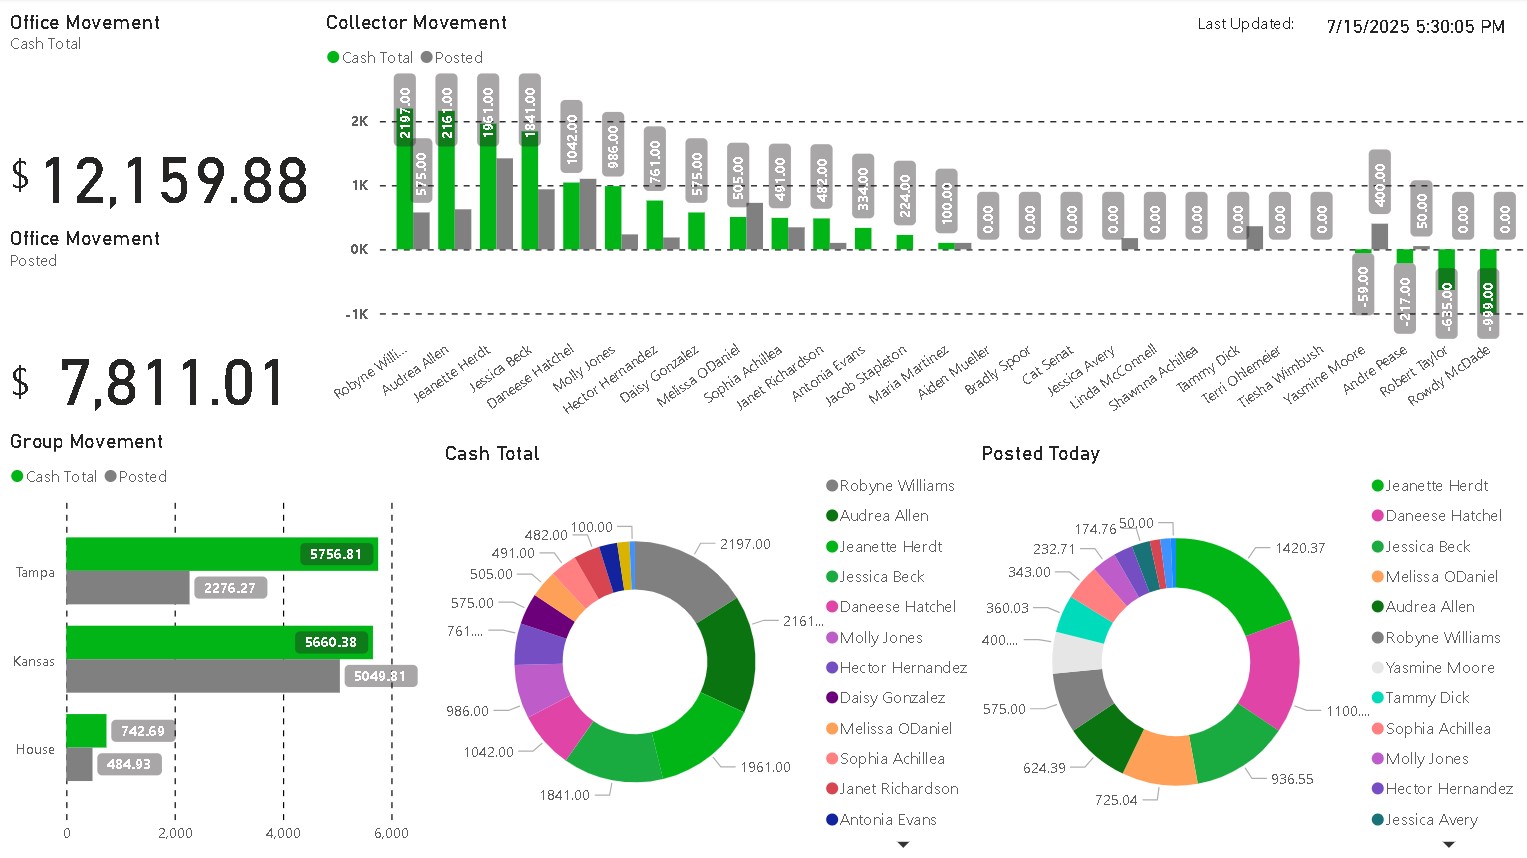 Office Movement
Cash Total
$ 12,159.88
Office Movement
Posted
$ 7,811.01
Collector Movement
Last Updated: 7/15/2025 5:30:05 PM
Cash Total Posted
2K
1K
0K
-1K
2197.00
575.00
2161.00
1961.00
1841.00
1042.00
986.00
761.00
575.00
505.00
491.00
482.00
334.00
224.00
100.00
0.00
0.00
0.00
0.00
0.00
0.00
0.00
0.00
0.00
-59.00
400.00
-217.00
50.00
-635.00
0.00
-999.00
0.00
Robyne Willi...
Audrea Allen
Jeanette Herdt
Jessica Beck
Daneese Hatchel
Molly Jones
Hector Hernandez
Daisy Gonzalez
Melissa ODaniel
Sophia Achillea
Janet Richardson
Antonia Evans
Jacob Stapleton
Maria Martinez
Aiden Mueller
Bradly Spoor
Cat Senat
Jessica Avery
Linda McConnell
Shawnna Achillea
Tammy Dick
Terri Ohlemeier
Tiesha Wimbush
Yasmine Moore
Andre Pease
Robert Taylor
Rowdy McDade
Group Movement
Cash Total Posted
Tampa
5756.81
2276.27
Kansas
5660.38
5049.81
House
742.69
484.93
0 2,000 4,000 6,000
Cash Total
2197.00
2161....
1961.00
1841.00
1042.00
986.00
761....
575.00
505.00
491.00
482.00
100.00
Robyne Williams
Audrea Allen
Jeanette Herdt
Jessica Beck
Daneese Hatchel
Molly Jones
Hector Hernandez
Daisy Gonzalez
Melissa ODaniel
Sophia Achillea
Janet Richardson
Antonia Evans
Posted Today
1420.37
1100....
936.55
725.04
624.39
575.00
400....
360.03
343.00
232.71
174.76
50.00
Jeanette Herdt
Daneese Hatchel
Jessica Beck
Melissa ODaniel
Audrea Allen
Robyne Williams
Yasmine Moore
Tammy Dick
Sophia Achillea
Molly Jones
Hector Hernandez
Jessica Avery